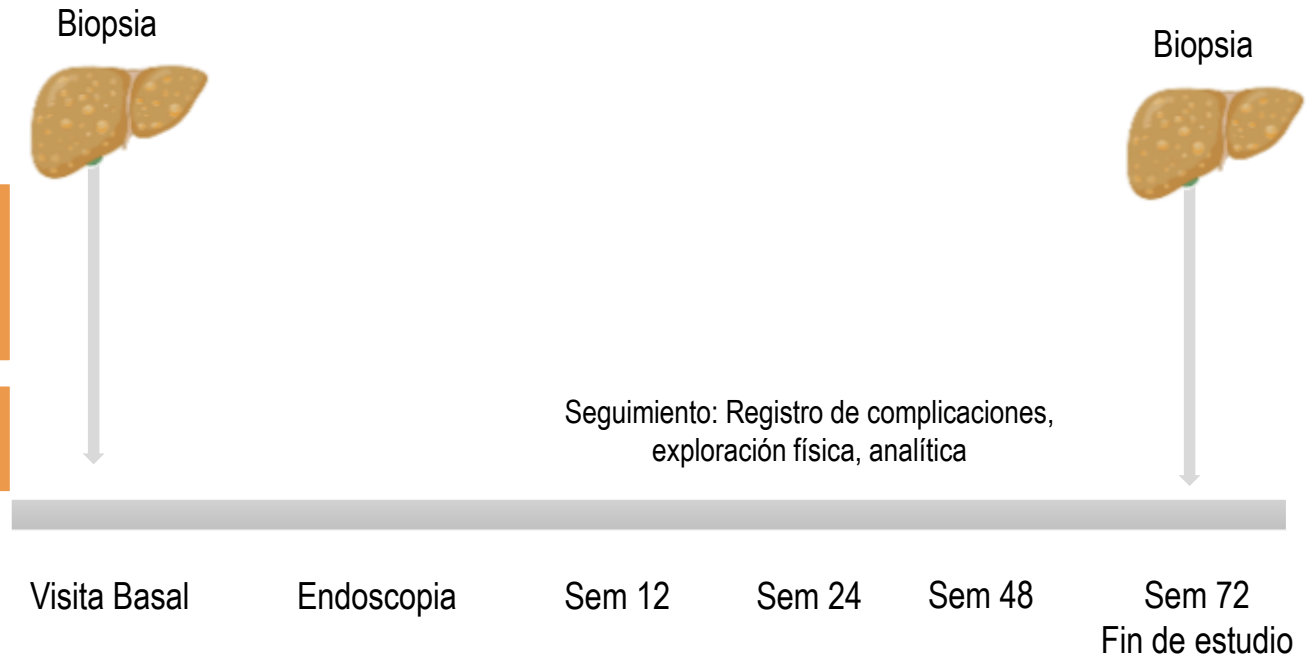 Biopsia
Biopsia
Seguimiento: Registro de complicaciones,
exploración física, analítica
Visita Basal
Endoscopia
Sem 12
Sem 24
Sem 48
Sem 72
Fin de estudio